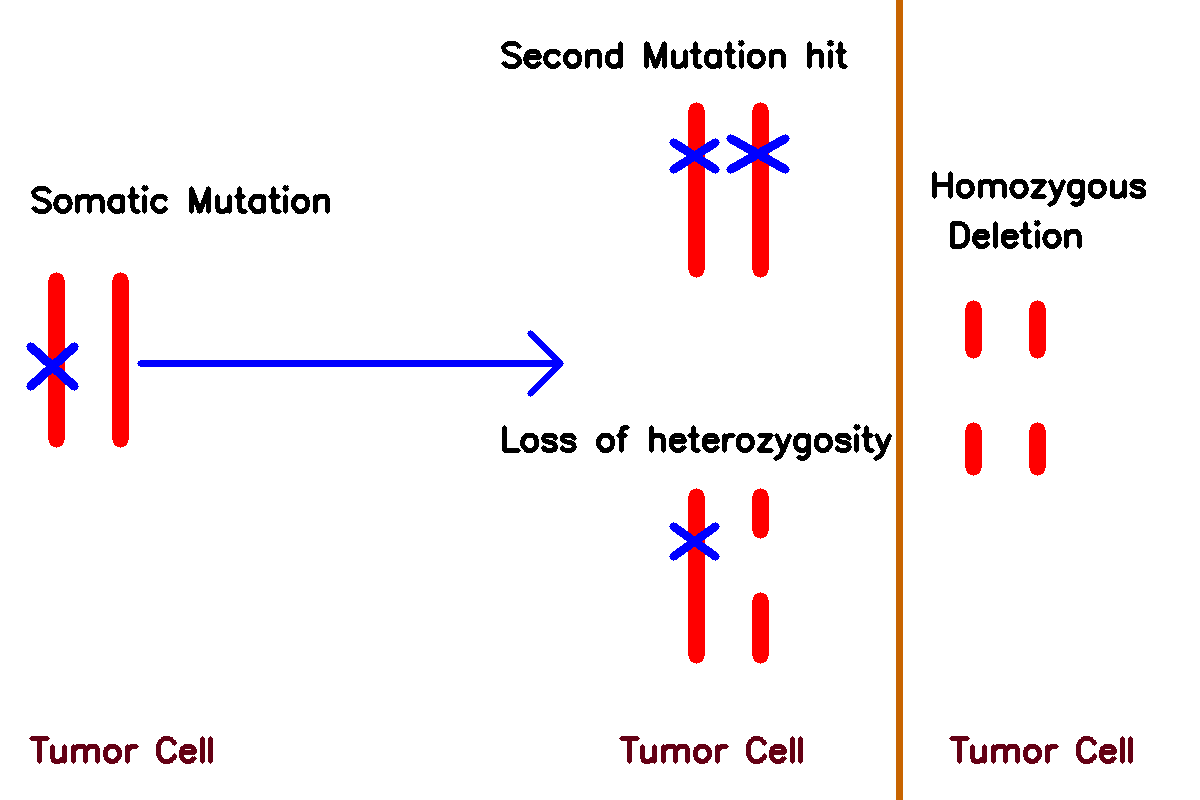 Second Mutation hit
Somatic Mutation
Homozygous
Deletion
Loss of heterozygosity
Tumor Cell
Tumor Cell
Tumor Cell